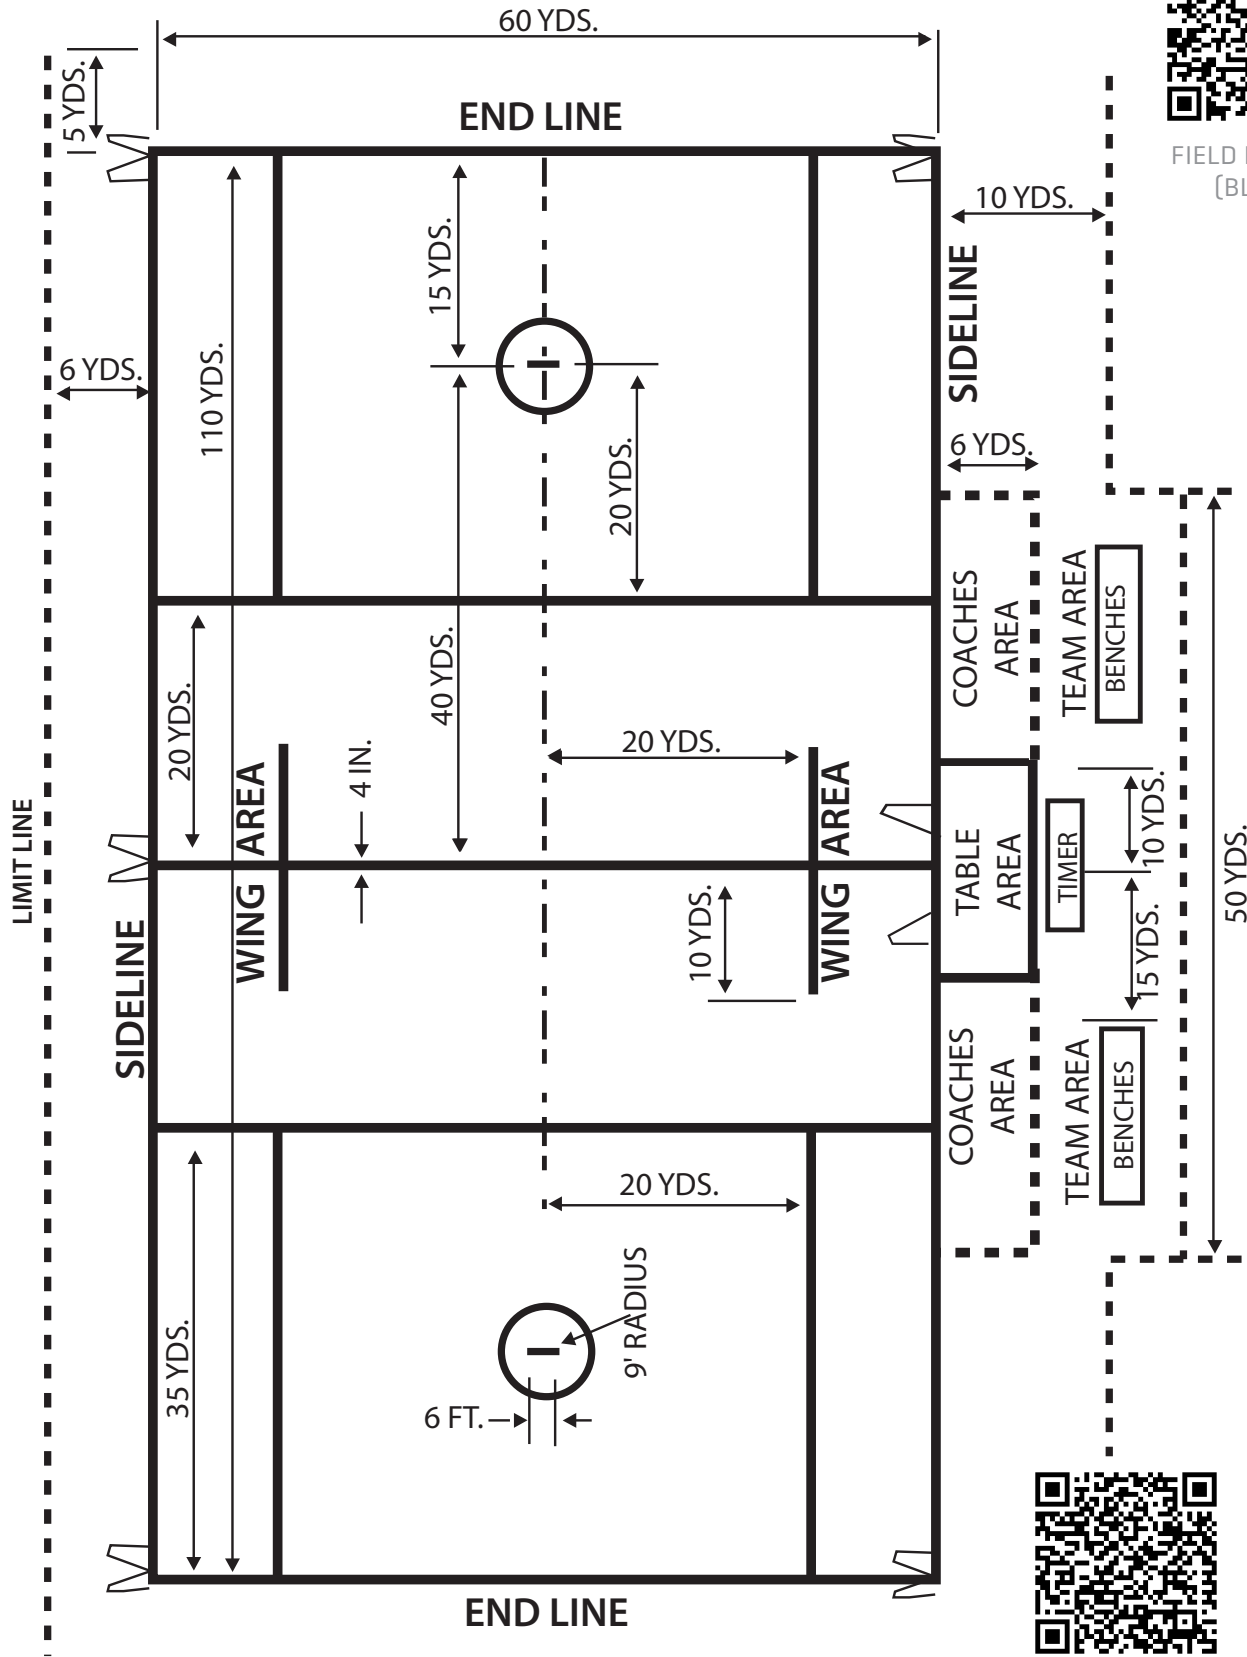 60 YDS.
5 YDS.
END LINE
FIELD
(BL
10 YDS.
15 YDS.
SIDELINE
6 YDS.
110 YDS.
6 YDS.
20 YDS.
COACHES
AREA
TEAM AREA
BENCHES
40 YDS.
20 YDS.
20 YDS.
4 IN.
WING AREA
WING AREA
LIMIT LINE
10 YDS.
TABLE
AREA
TIMER
10 YDS.
50 YDS.
15 YDS.
SIDELINE
COACHES
AREA
TEAM AREA
BENCHES
20 YDS.
9' RADIUS
35 YDS.
6 FT.
END LINE